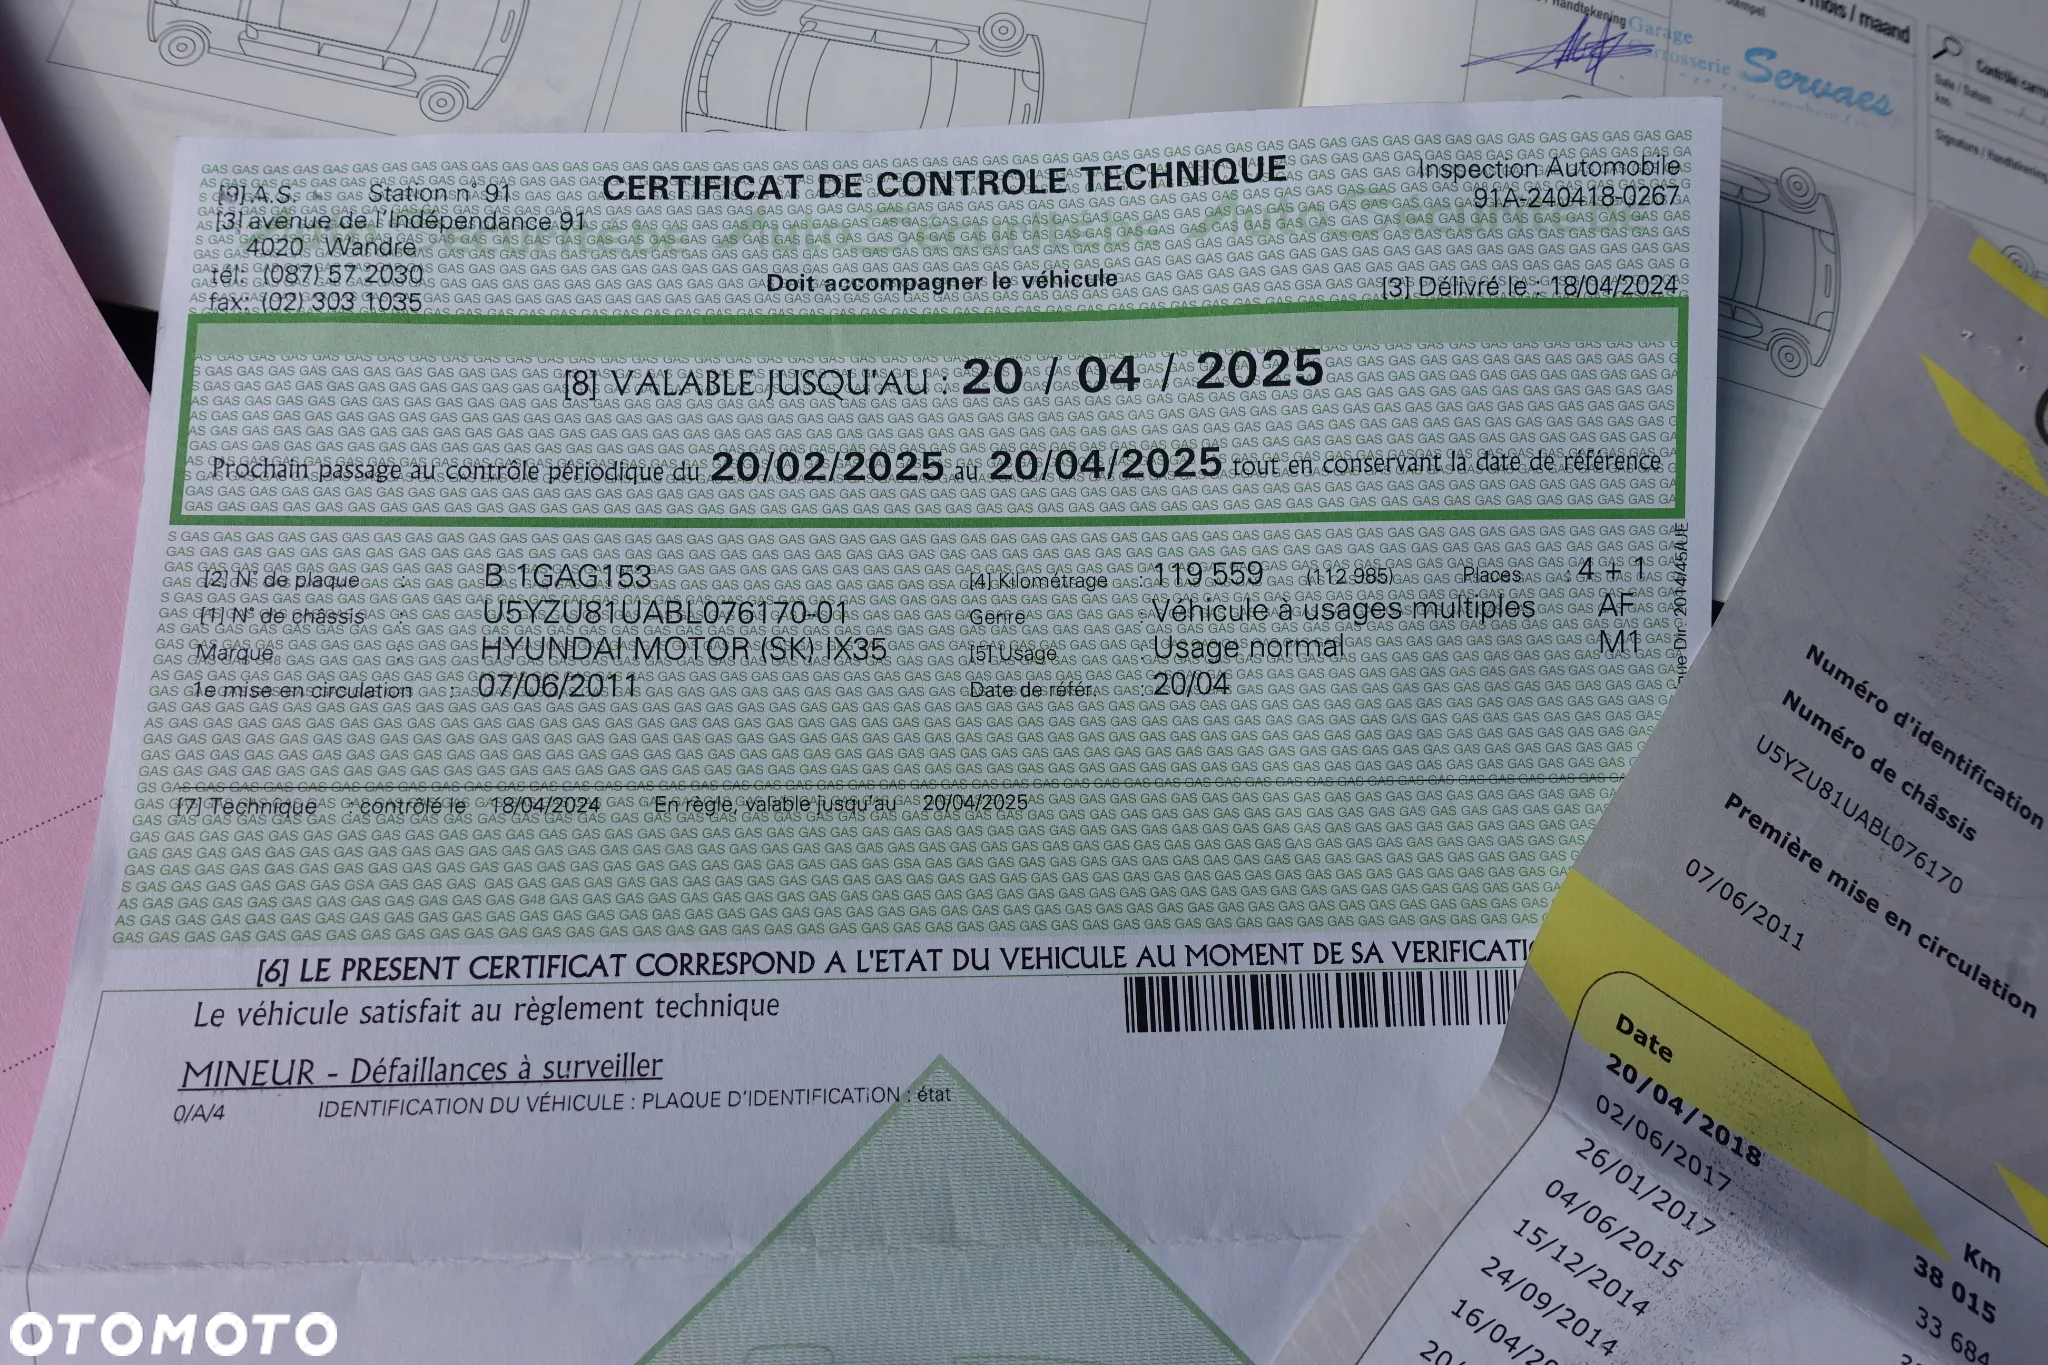 Handtekening
Garage
Carrosserie
Servaes
mois / maand
[9] A.S. Station n° 91
[3] avenue de l'Indépendance 91
4020 Wandre
tél: (087) 57 2030
fax: (02) 303 1035
CERTIFICAT DE CONTROLE TECHNIQUE
Doit accompagner le véhicule
Inspection Automobile
91A-240418-0267
[3] Délivré le : 18/04/2024
[8] VALABLE JUSQU'AU : 20 / 04 / 2025
Prochain passage au contrôle périodique du 20/02/2025 au 20/04/2025 tout en conservant la date de référence
[2] N° de plaque : B 1GAG153 [4] Kilométrage : 119 559 (112 985) Places : 4 + 1
[1] N° de châssis : U5YZU81UABL076170-01 Genre : Véhicule à usages multiples AF
Marque : HYUNDAI MOTOR (SK) IX35 [5] Usage : Usage normal M1
1e mise en circulation : 07/06/2011 Date de référ. : 20/04
[7] Technique contrôlé le 18/04/2024 En règle, valable jusqu'au 20/04/2025
[6] LE PRESENT CERTIFICAT CORRESPOND A L'ETAT DU VEHICULE AU MOMENT DE SA VERIFICATIO
Le véhicule satisfait au règlement technique
MINEUR - Défaillances à surveiller
0/A/4 IDENTIFICATION DU VÉHICULE : PLAQUE D'IDENTIFICATION : état
Numéro d'identification
Numéro de châssis
U5YZU81UABL076170
Première mise en circulation
07/06/2011
Date Km
20/04/2018 38 015
02/06/2017 33 684
26/01/2017
04/06/2015
15/12/2014
24/09/2014
16/04/20
20/
OTOMOTO